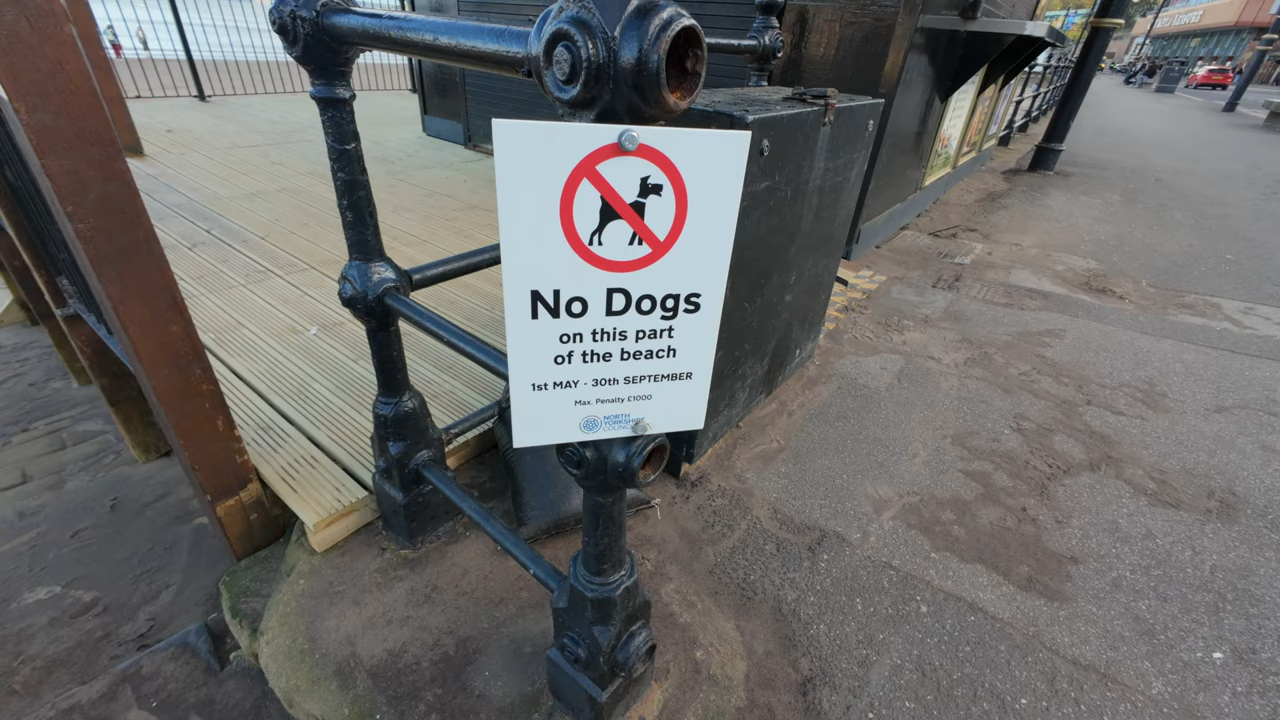 No Dogs
on this part
of the beach
1st MAY - 30th SEPTEMBER
Max. Penalty £1000
NORTH
YORKSHIRE
COUNCIL